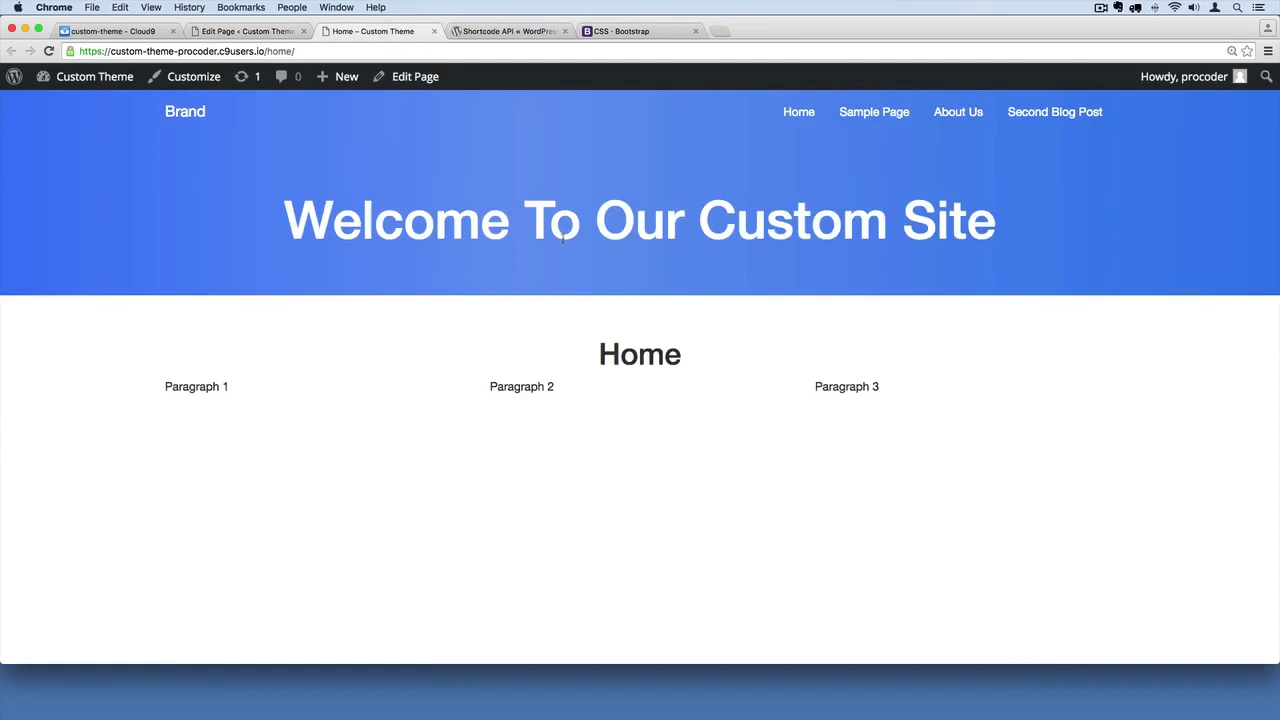 Chrome File Edit View History Bookmarks People Window Help
custom-theme - Cloud9
Edit Page ‹ Custom Theme
Home – Custom Theme
Shortcode API « WordPres
CSS · Bootstrap
https://custom-theme-procoder.c9users.io/home/
Custom Theme Customize 1 0 New Edit Page Howdy, procoder
Brand Home Sample Page About Us Second Blog Post
Welcome To Our Custom Site
Home
Paragraph 1 Paragraph 2 Paragraph 3